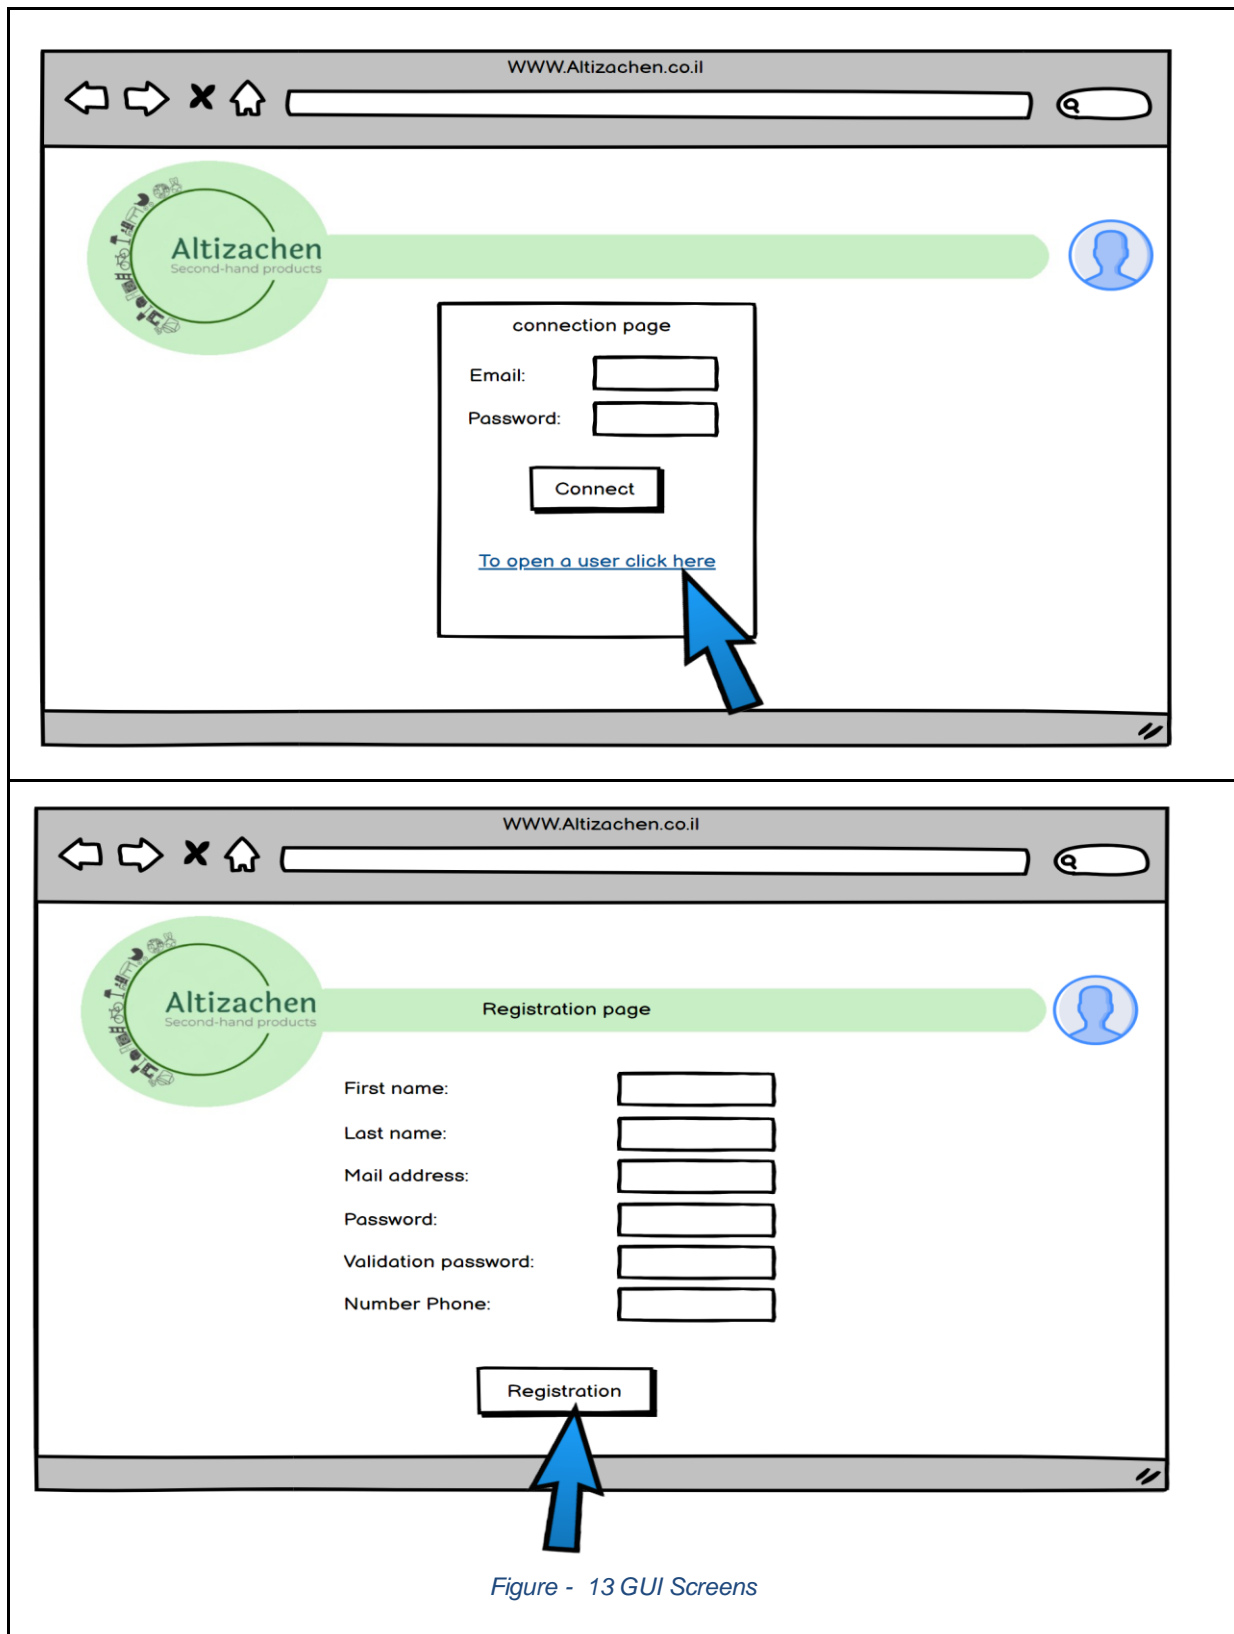 WWW.Altizachen.co.il
Altizachen
Second-hand products
connection page
Email:
Password:
Connect
To open a user click here
WWW.Altizachen.co.il
Altizachen
Second-hand products
Registration page
First name:
Last name:
Mail address:
Password:
Validation password:
Number Phone:
Registration
Figure -  13 GUI Screens